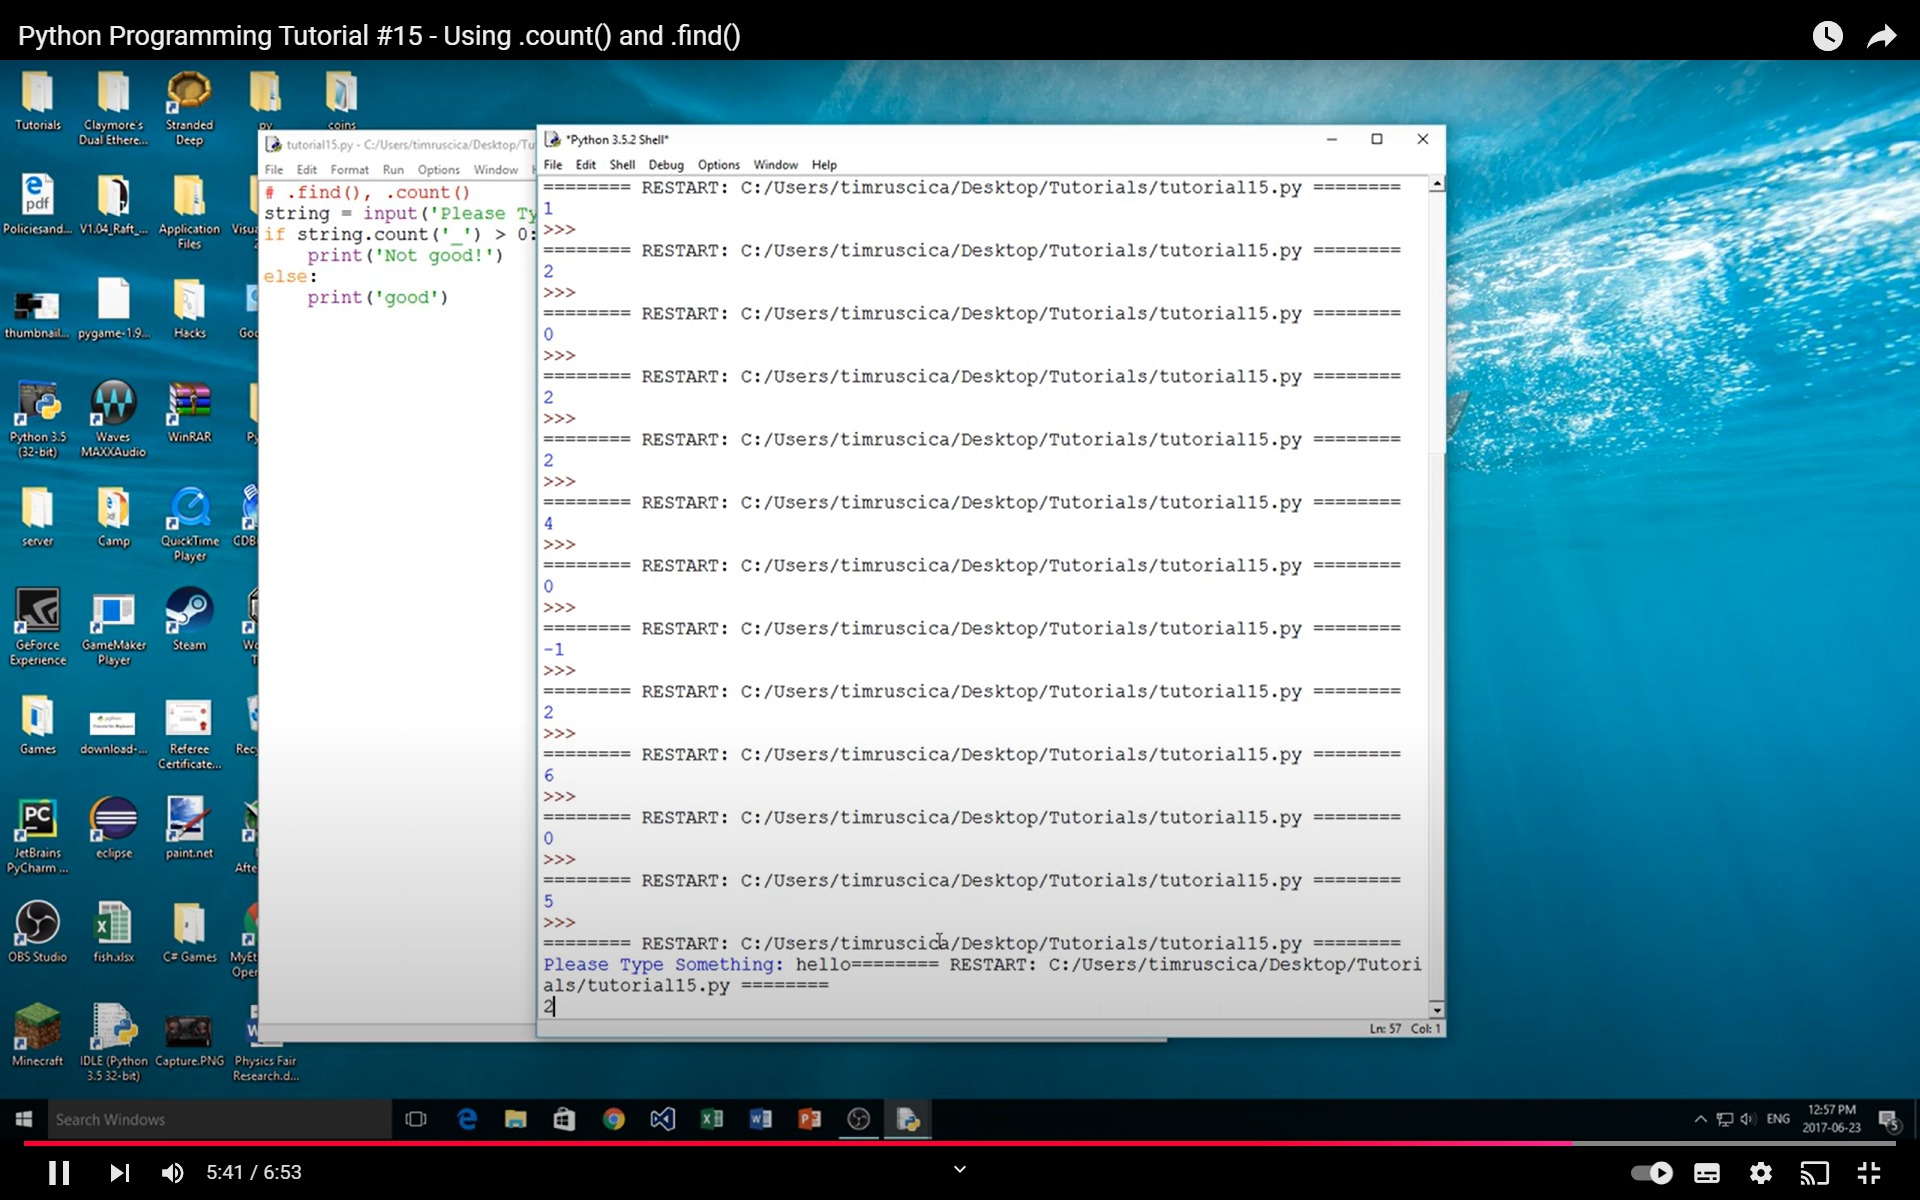 Python Programming Tutorial #15 - Using .count() and .find()
Tutorials
Claymore's
Dual Ethere...
Stranded
Deep
py
coins
Policiesand...
V1.04_Raft_...
Application
Files
thumbnail...
pygame-1.9...
Hacks
Python 3.5
(32-bit)
Waves
MAXXAudio
WinRAR
server
Camp
QuickTime
Player
GeForce
Experience
GameMaker
Player
Steam
Games
download-...
Referee
Certificate...
JetBrains
PyCharm ...
eclipse
paint.net
OBS Studio
fish.xlsx
C# Games
Minecraft
IDLE (Python
3.5 32-bit)
Capture.PNG
Physics Fair
Research.d...
tutorial15.py - C:/Users/timruscica/Desktop/Tu
File Edit Format Run Options Window
# .find(), .count()
string = input('Please Ty
if string.count('_') > 0:
print('Not good!')
else:
print('good')
*Python 3.5.2 Shell*
File Edit Shell Debug Options Window Help
======== RESTART: C:/Users/timruscica/Desktop/Tutorials/tutorial15.py ========
1
>>>
======== RESTART: C:/Users/timruscica/Desktop/Tutorials/tutorial15.py ========
2
>>>
======== RESTART: C:/Users/timruscica/Desktop/Tutorials/tutorial15.py ========
0
>>>
======== RESTART: C:/Users/timruscica/Desktop/Tutorials/tutorial15.py ========
2
>>>
======== RESTART: C:/Users/timruscica/Desktop/Tutorials/tutorial15.py ========
2
>>>
======== RESTART: C:/Users/timruscica/Desktop/Tutorials/tutorial15.py ========
4
>>>
======== RESTART: C:/Users/timruscica/Desktop/Tutorials/tutorial15.py ========
0
>>>
======== RESTART: C:/Users/timruscica/Desktop/Tutorials/tutorial15.py ========
-1
>>>
======== RESTART: C:/Users/timruscica/Desktop/Tutorials/tutorial15.py ========
2
>>>
======== RESTART: C:/Users/timruscica/Desktop/Tutorials/tutorial15.py ========
6
>>>
======== RESTART: C:/Users/timruscica/Desktop/Tutorials/tutorial15.py ========
0
>>>
======== RESTART: C:/Users/timruscica/Desktop/Tutorials/tutorial15.py ========
5
>>>
======== RESTART: C:/Users/timruscica/Desktop/Tutorials/tutorial15.py ========
Please Type Something: hello======== RESTART: C:/Users/timruscica/Desktop/Tutori
als/tutorial15.py ========
2
Ln: 57 Col: 1
Search Windows
ENG
12:57 PM
2017-06-23
5:41 / 6:53